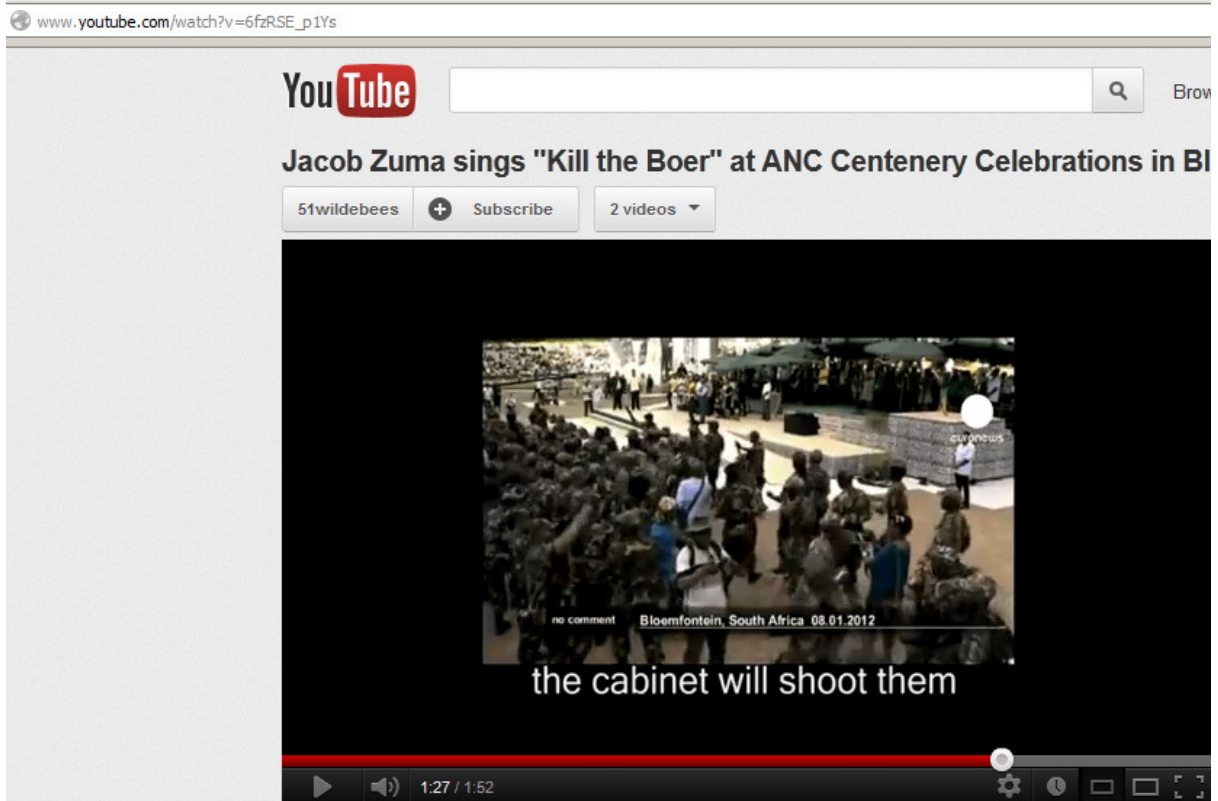 www.youtube.com/watch?v=6fzRSE_p1Ys
YouTube
Brow
Jacob Zuma sings "Kill the Boer" at ANC Centenery Celebrations in Bl
51wildebees Subscribe 2 videos
euronews
no comment Bloemfontein, South Africa 08.01.2012
the cabinet will shoot them
1:27 / 1:52